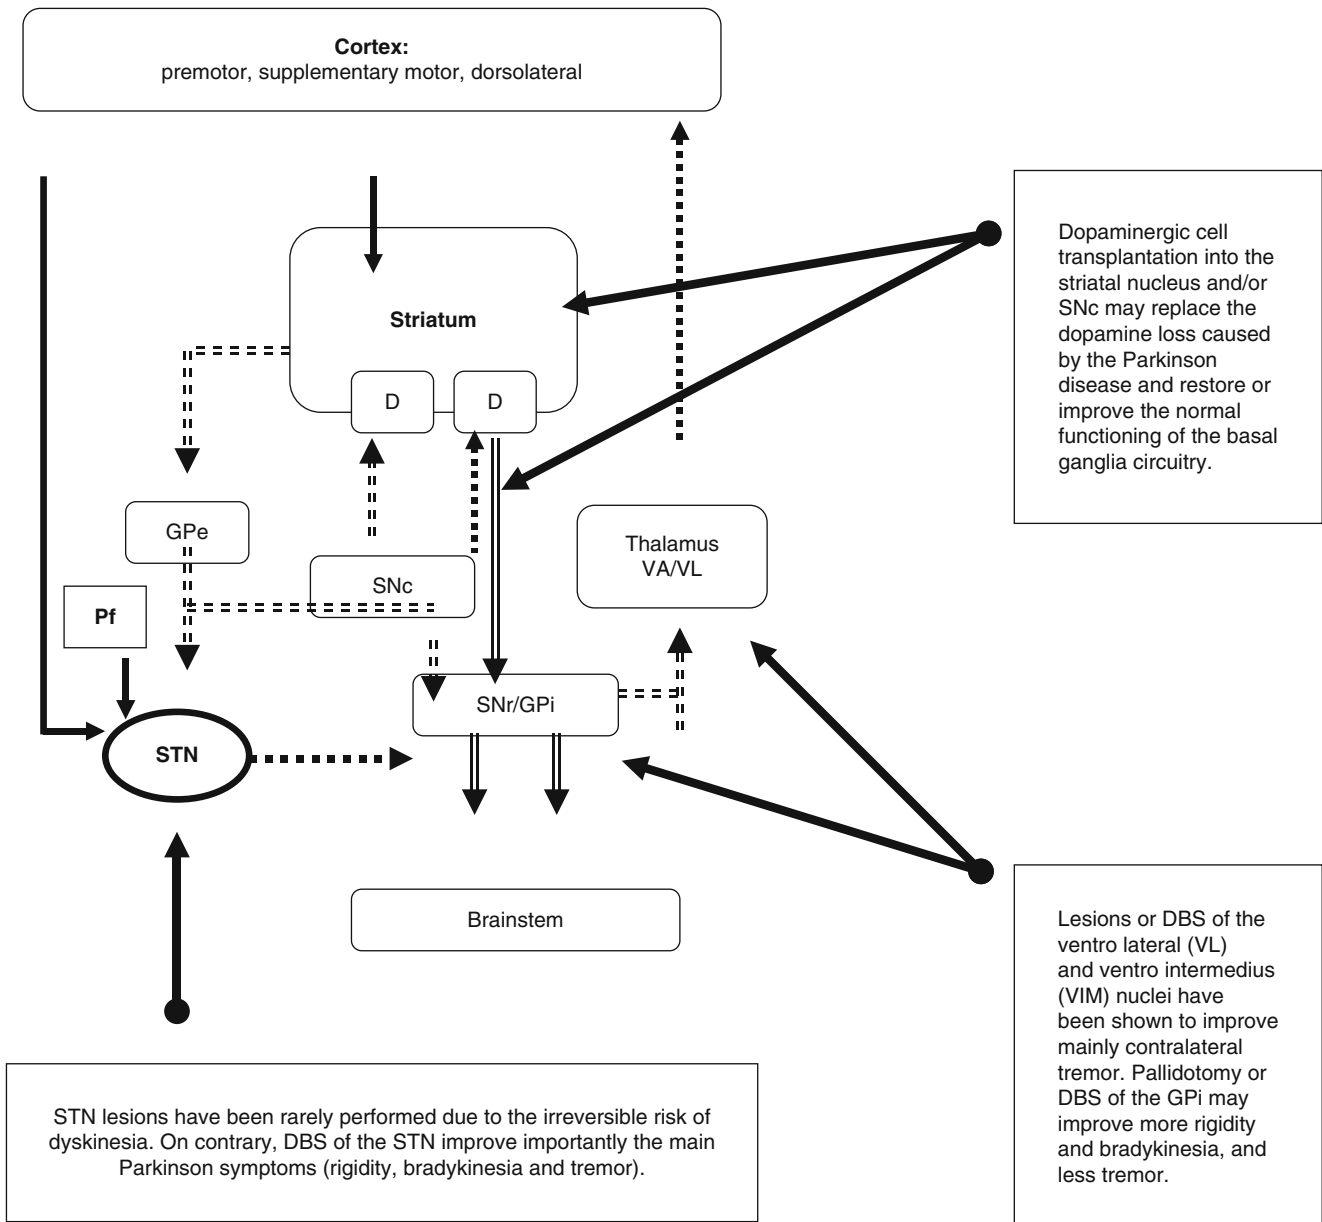 Cortex:
premotor, supplementary motor, dorsolateral
Striatum
D
D
GPe
SNc
Pf
Thalamus
VA/VL
SNr/GPi
STN
Brainstem
Dopaminergic cell
transplantation into the
striatal nucleus and/or
SNc may replace the
dopamine loss caused
by the Parkinson
disease and restore or
improve the normal
functioning of the basal
ganglia circuitry.
Lesions or DBS of the
ventro lateral (VL)
and ventro intermedius
(VIM) nuclei have
been shown to improve
mainly contralateral
tremor. Pallidotomy or
DBS of the GPi may
improve more rigidity
and bradykinesia, and
less tremor.
STN lesions have been rarely performed due to the irreversible risk of
dyskinesia. On contrary, DBS of the STN improve importantly the main
Parkinson symptoms (rigidity, bradykinesia and tremor).